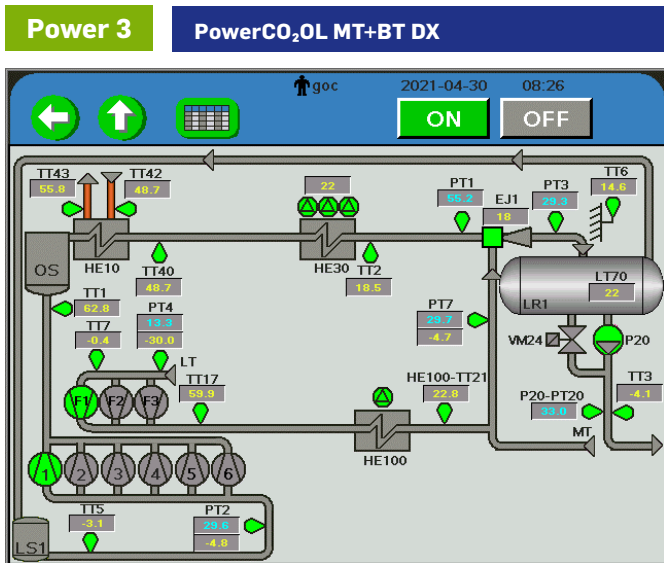 Power 3
PowerCO₂OL MT+BT DX
goc 2021-04-30 08:26
ON OFF
TT43 TT42
55.8 48.7
22
PT1 EJ1 PT3 TT6
55.2 18 29.3 14.6
OS HE10 HE30
TT40 TT2
48.7 18.5
LT70
22
LR1
TT1
62.8
PT4
13.3
-30.0
TT7
-0.4
PT7
29.7
-4.7
VM24 P20
LT
TT17
59.9
HE100-TT21
22.8
TT3
-4.1
P20-PT20
33.0
F1 F2 F3
MT
HE100
1 2 3 4 5 6
TT5
-3.1
PT2
29.6
-4.8
LS1